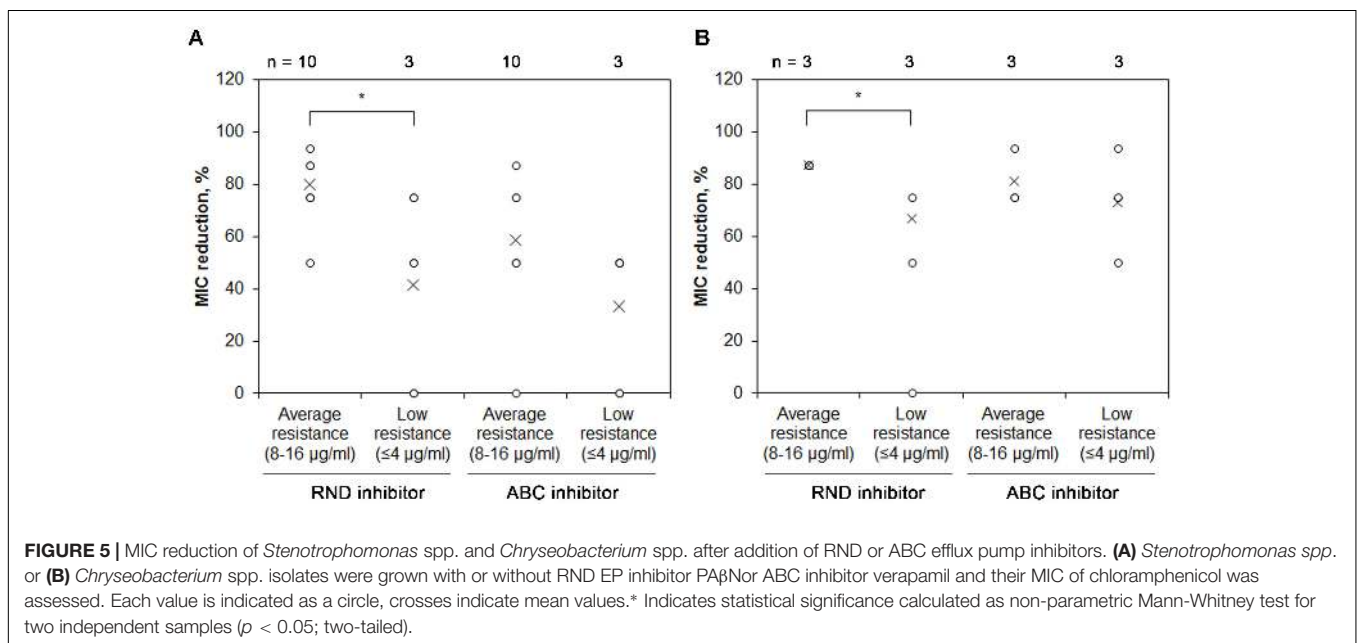 A
n = 10 3 10 3
120
100
80
60
40
20
0
MIC reduction, %
*
Average resistance (8-16 µg/ml)
Low resistance (≤4 µg/ml)
Average resistance (8-16 µg/ml)
Low resistance (≤4 µg/ml)
RND inhibitor ABC inhibitor
B
n = 3 3 3 3
120
100
80
60
40
20
0
MIC reduction, %
*
Average resistance (8-16 µg/ml)
Low resistance (≤4 µg/ml)
Average resistance (8-16 µg/ml)
Low resistance (≤4 µg/ml)
RND inhibitor ABC inhibitor
FIGURE 5 | MIC reduction of Stenotrophomonas spp. and Chryseobacterium spp. after addition of RND or ABC efflux pump inhibitors. (A) Stenotrophomonas spp.
or (B) Chryseobacterium spp. isolates were grown with or without RND EP inhibitor PAβNor ABC inhibitor verapamil and their MIC of chloramphenicol was
assessed. Each value is indicated as a circle, crosses indicate mean values.* Indicates statistical significance calculated as non-parametric Mann-Whitney test for
two independent samples (p < 0.05; two-tailed).